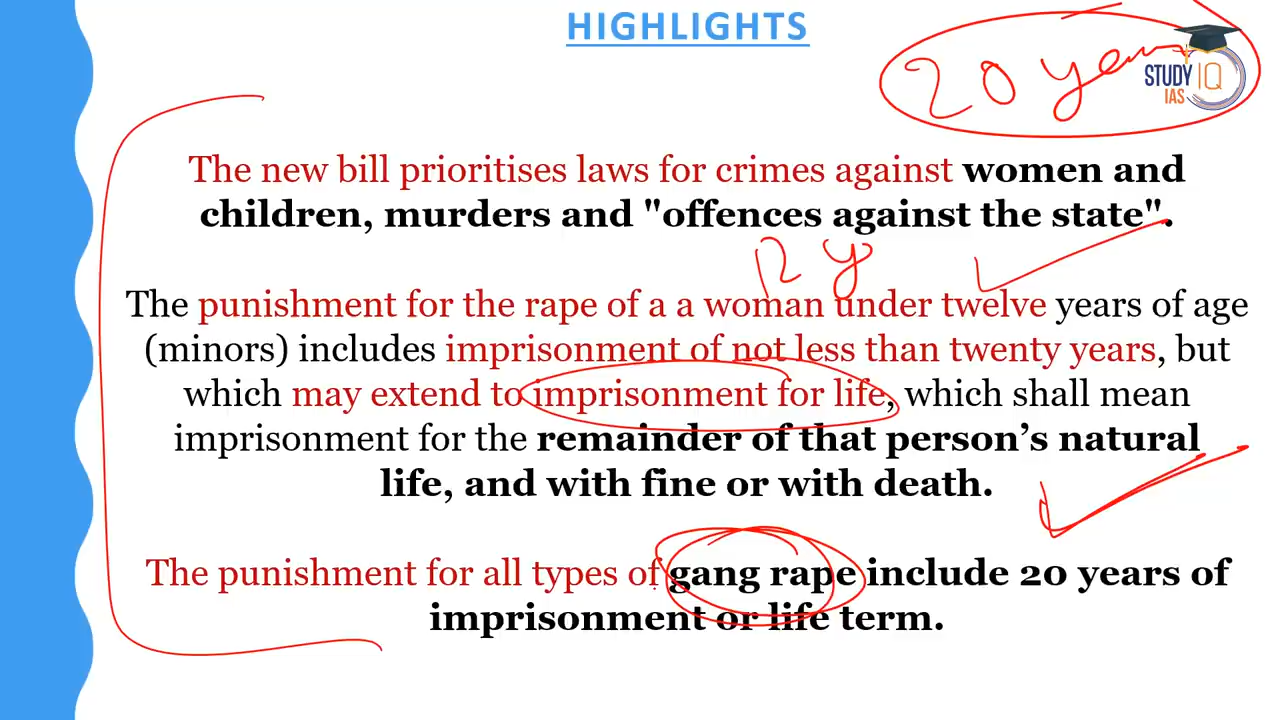 HIGHLIGHTS
20 years
STUDY IQ
IAS
The new bill prioritises laws for crimes against women and
children, murders and "offences against the state".
12 y
The punishment for the rape of a a woman under twelve years of age
(minors) includes imprisonment of not less than twenty years, but
which may extend to imprisonment for life, which shall mean
imprisonment for the remainder of that person’s natural
life, and with fine or with death.
The punishment for all types of gang rape include 20 years of
imprisonment or life term.